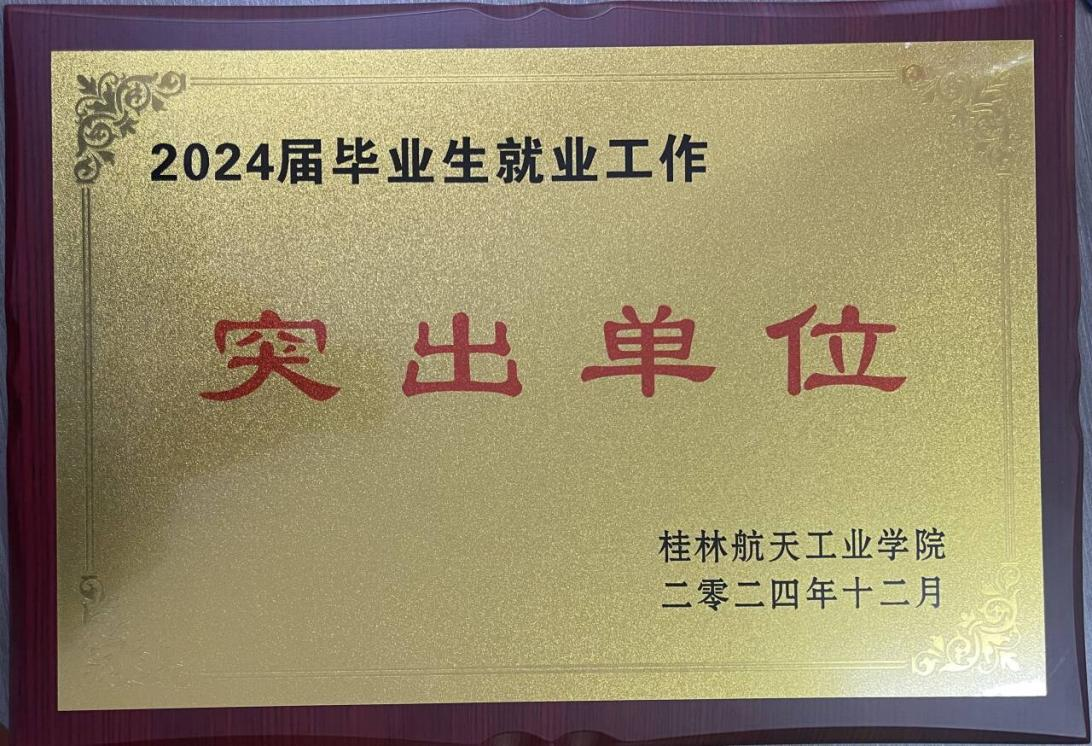 2024届毕业生就业工作
突出单位
桂林航天工业学院
二零二四年十二月